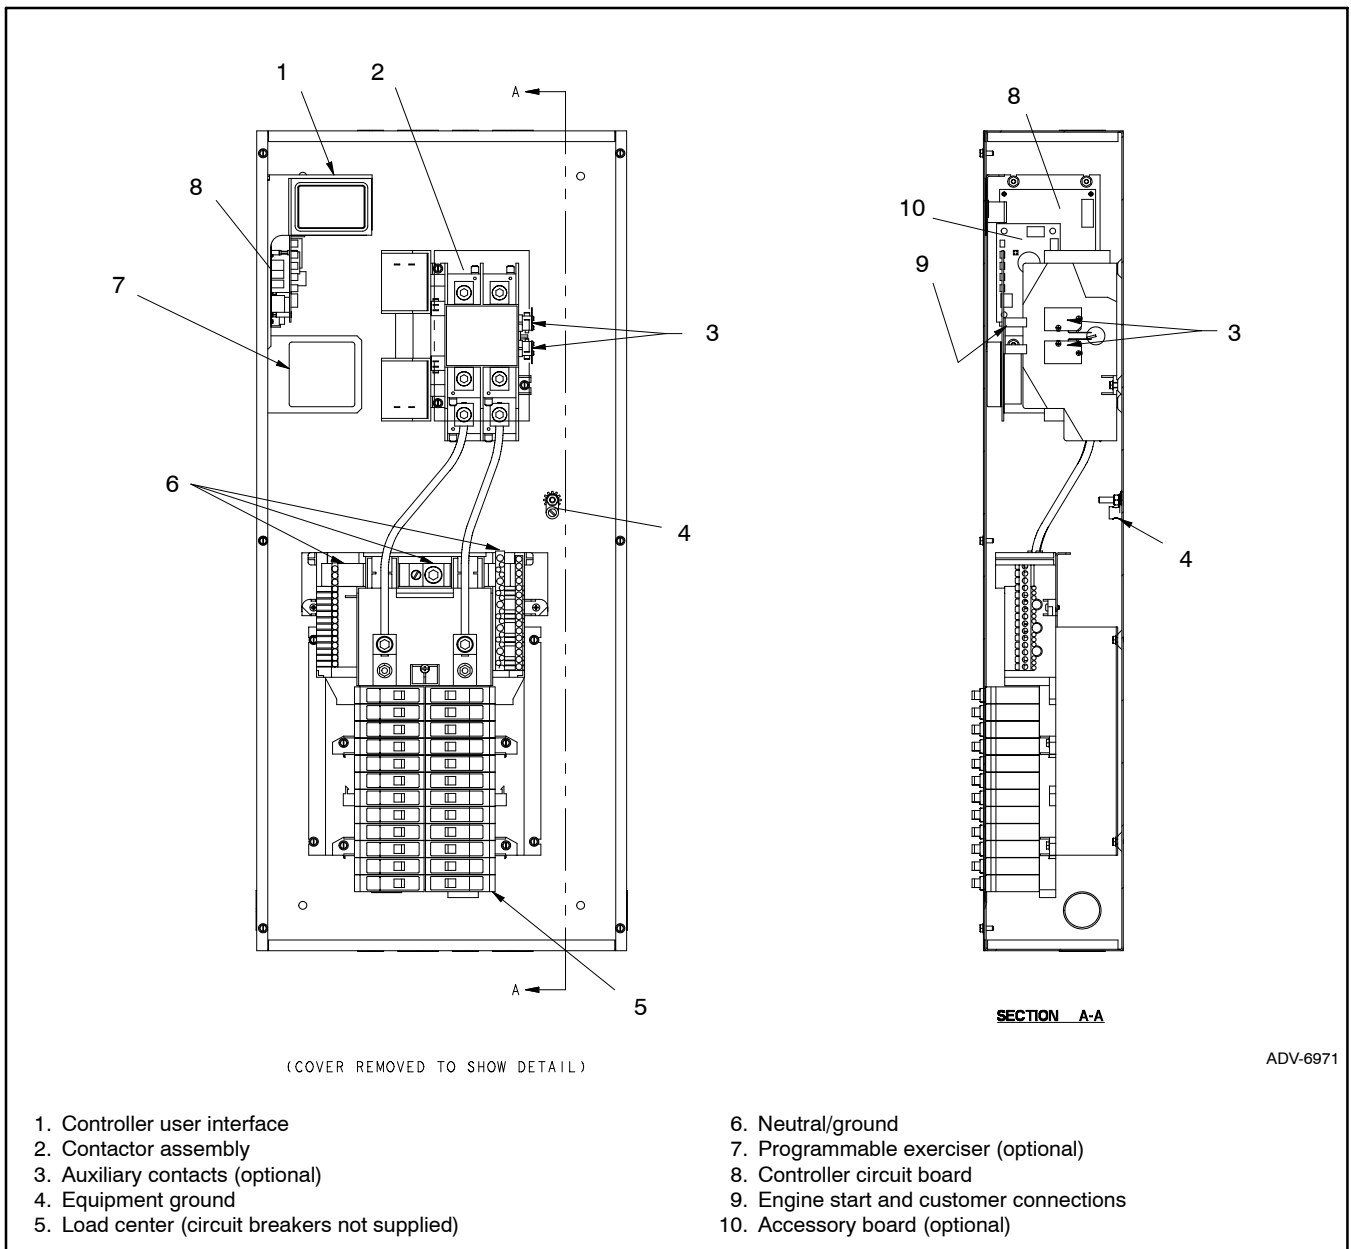 1
2
A
8
8
10
9
7
3
3
6
4
4
A
5
SECTION A-A
(COVER REMOVED TO SHOW DETAIL)
ADV-6971
1. Controller user interface
2. Contactor assembly
3. Auxiliary contacts (optional)
4. Equipment ground
5. Load center (circuit breakers not supplied)
6. Neutral/ground
7. Programmable exerciser (optional)
8. Controller circuit board
9. Engine start and customer connections
10. Accessory board (optional)